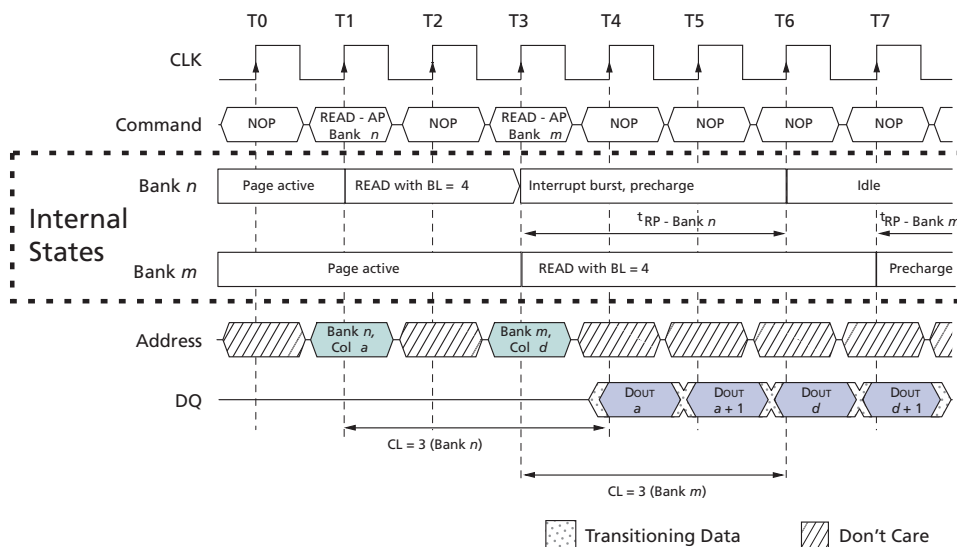 T0 T1 T2 T3 T4 T5 T6 T7
CLK
Command NOP READ - AP Bank n NOP READ - AP Bank m NOP NOP NOP NOP
Internal States
Bank n Page active READ with BL = 4 Interrupt burst, precharge Idle
tRP - Bank n tRP - Bank m
Bank m Page active READ with BL = 4 Precharge
Address Bank n, Col a Bank m, Col d
DQ DOUT a DOUT a + 1 DOUT d DOUT d + 1
CL = 3 (Bank n)
CL = 3 (Bank m)
Transitioning Data Don't Care